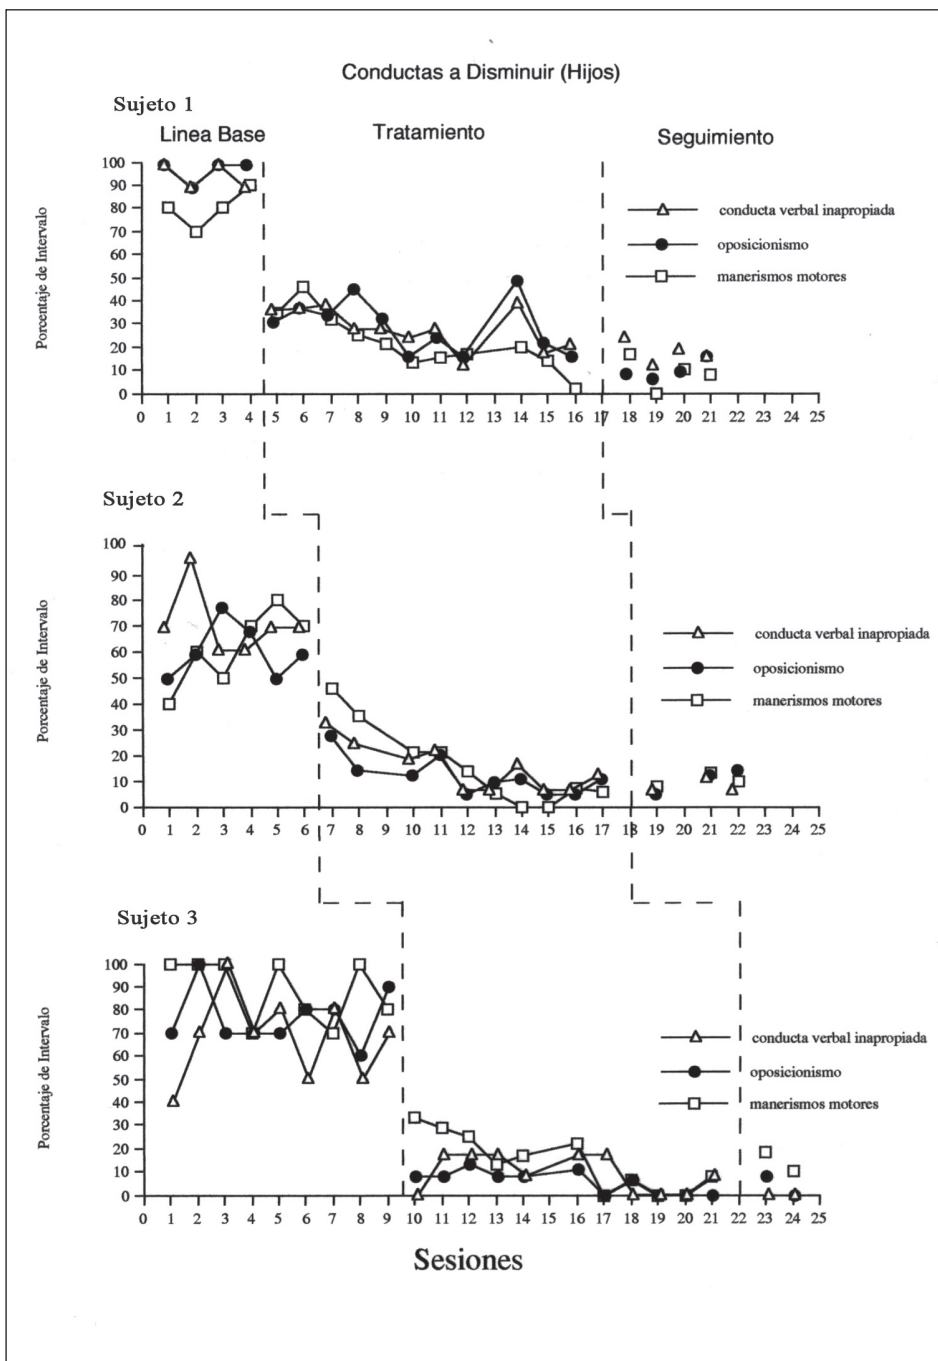 Conductas a Disminuir (Hijos)
Sujeto 1
Linea Base Tratamiento Seguimiento
Porcentaje de Intervalo
100
90
80
70
60
50
40
30
20
10
0
conducta verbal inapropiada
oposicionismo
manerismos motores
0 1 2 3 4 5 6 7 8 9 10 11 12 13 14 15 16 17 18 19 20 21 22 23 24 25
Sujeto 2
Porcentaje de Intervalo
100
90
80
70
60
50
40
30
20
10
0
conducta verbal inapropiada
oposicionismo
manerismos motores
0 1 2 3 4 5 6 7 8 9 10 11 12 13 14 15 16 17 18 19 20 21 22 23 24 25
Sujeto 3
Porcentaje de Intervalo
100
90
80
70
60
50
40
30
20
10
0
conducta verbal inapropiada
oposicionismo
manerismos motores
0 1 2 3 4 5 6 7 8 9 10 11 12 13 14 15 16 17 18 19 20 21 22 23 24 25
Sesiones